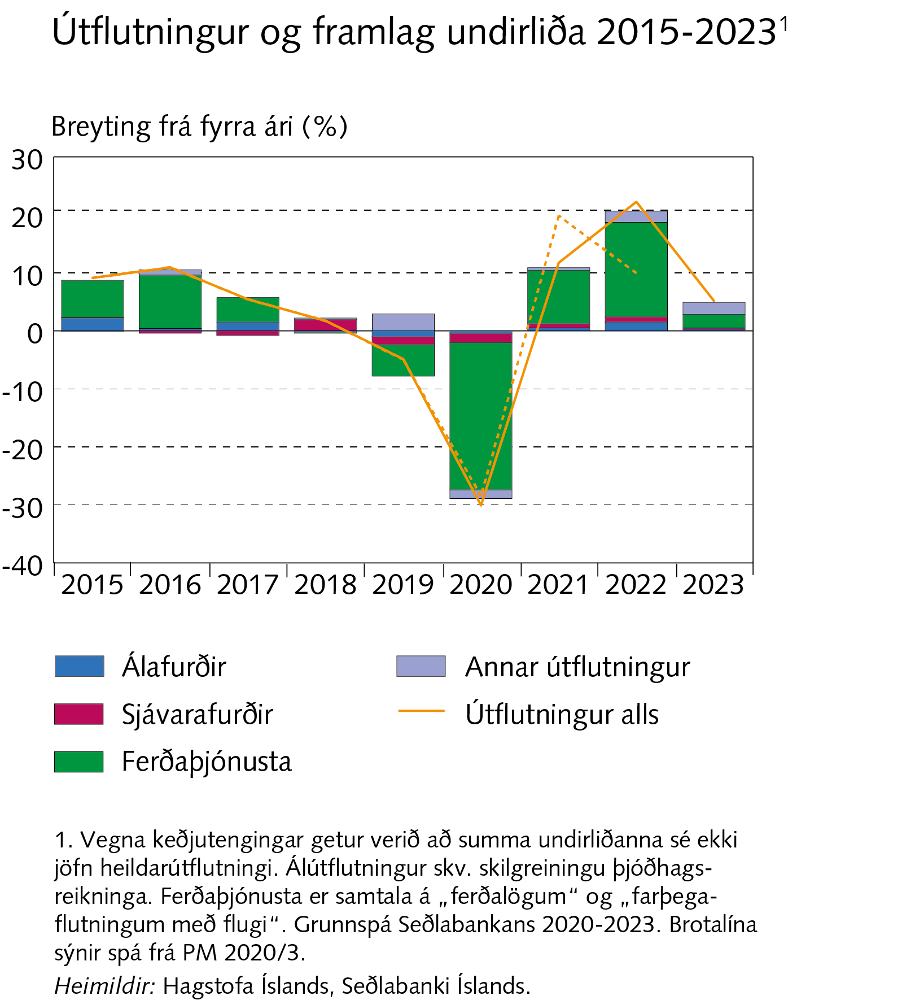 Útflutningur og framlag undirliða 2015-2023¹
Breyting frá fyrra ári (%)
30
20
10
0
-10
-20
-30
-40
2015 2016 2017 2018 2019 2020 2021 2022 2023
Álafurðir
Sjávarafurðir
Ferðaþjónusta
Annar útflutningur
Útflutningur alls
1. Vegna keðjutengingar getur verið að summa undirliðanna sé ekki
jöfn heildarútflutningi. Álútflutningur skv. skilgreiningu þjóðhags-
reikninga. Ferðaþjónusta er samtala á „ferðalögum“ og „farþega-
flutningum með flugi“. Grunnspá Seðlabankans 2020-2023. Brotalína
sýnir spá frá PM 2020/3.
Heimildir: Hagstofa Íslands, Seðlabanki Íslands.